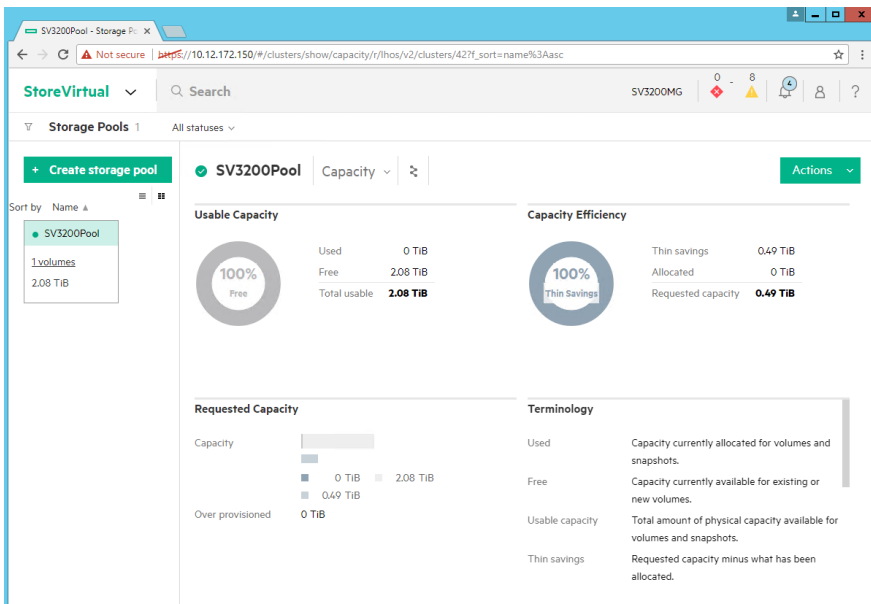 SV3200Pool - Storage Po
Not secure https://10.12.172.150/#/clusters/show/capacity/r/lhos/v2/clusters/42?f_sort=name%3Aasc
StoreVirtual Search SV3200MG 0 - 8 4 ?
Storage Pools 1 All statuses
+ Create storage pool SV3200Pool Capacity Actions
Sort by Name
SV3200Pool
1 volumes
2.08 TiB
Usable Capacity
100%
Free
Used 0 TiB
Free 2.08 TiB
Total usable 2.08 TiB
Capacity Efficiency
100%
Thin Savings
Thin savings 0.49 TiB
Allocated 0 TiB
Requested capacity 0.49 TiB
Requested Capacity
Capacity
0 TiB 2.08 TiB
0.49 TiB
Over provisioned 0 TiB
Terminology
Used Capacity currently allocated for volumes and
snapshots.
Free Capacity currently available for existing or
new volumes.
Usable capacity Total amount of physical capacity available for
volumes and snapshots.
Thin savings Requested capacity minus what has been
allocated.